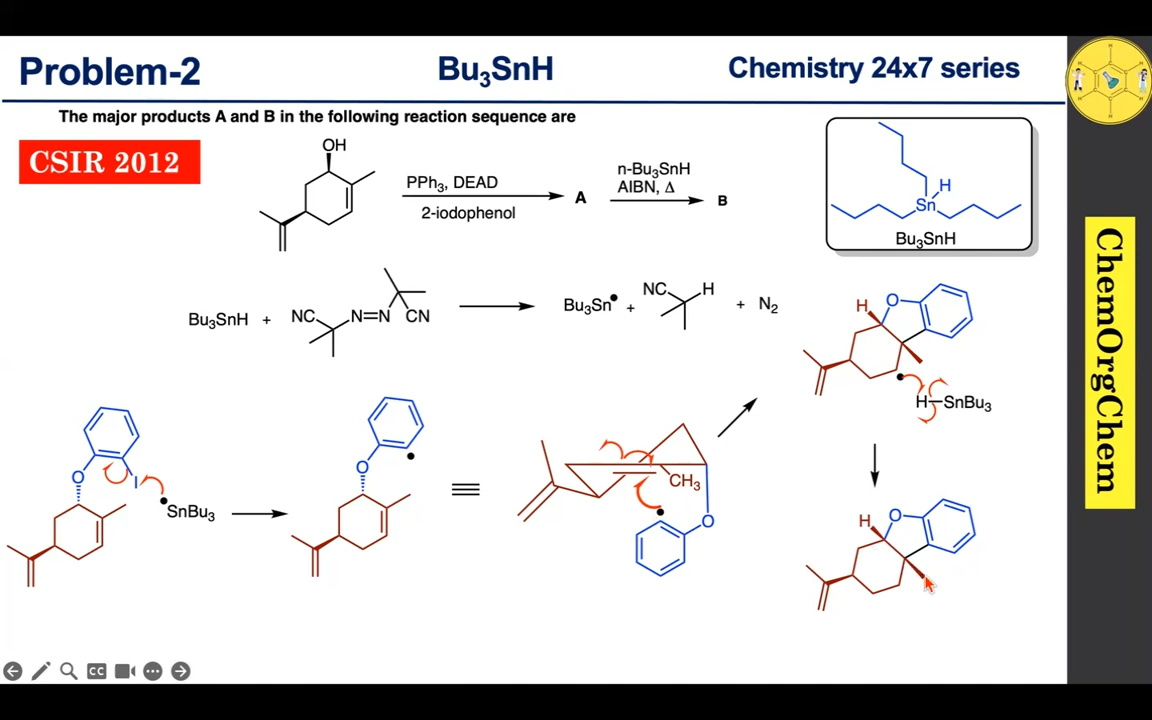 Problem-2
Bu₃SnH
Chemistry 24x7 series
The major products A and B in the following reaction sequence are
CSIR 2012
OH
PPh₃, DEAD
2-iodophenol
A
n-Bu₃SnH
AIBN, Δ
B
H
Sn
Bu₃SnH
Bu₃SnH +
NC
N=N
CN
Bu₃Sn•
+
NC
H
+ N₂
H
O
H–SnBu₃
O
I
•SnBu₃
O
CH₃
O
H
O
CC
ChemOrgChem